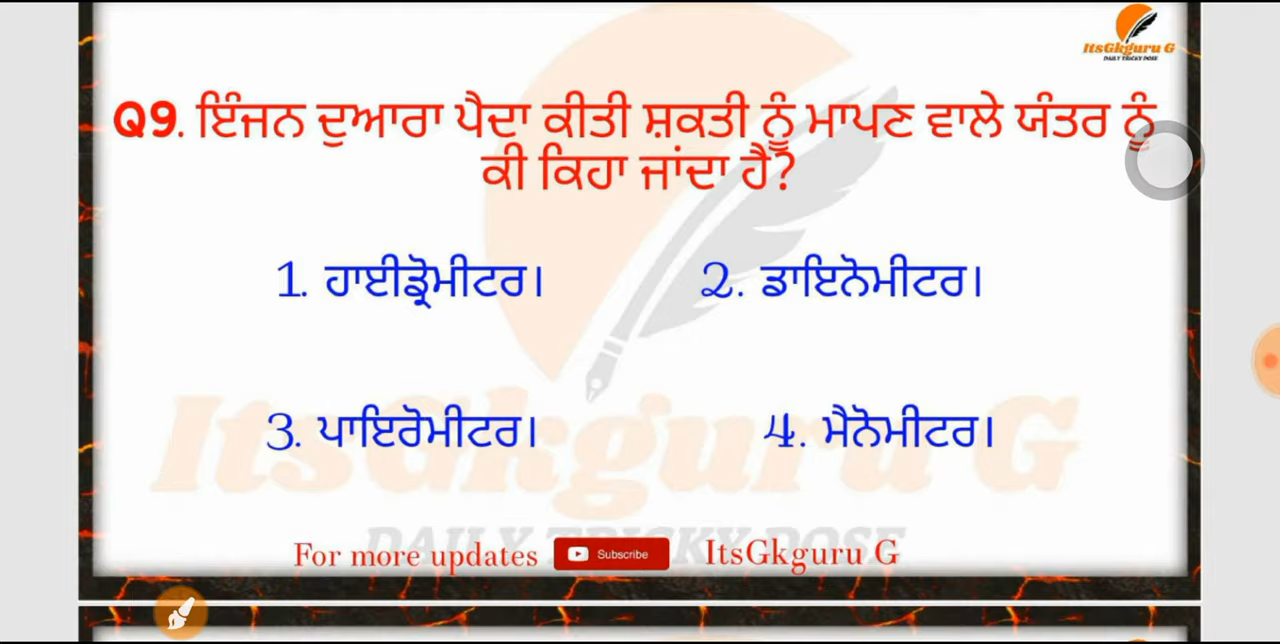 ItsGkguru G
DAILY TRICKY DOSE
Q9. ਇੰਜਨ ਦੁਆਰਾ ਪੈਦਾ ਕੀਤੀ ਸ਼ਕਤੀ ਨੂੰ ਮਾਪਣ ਵਾਲੇ ਯੰਤਰ ਨੂੰ
ਕੀ ਕਿਹਾ ਜਾਂਦਾ ਹੈ?
1. ਹਾਈਡ੍ਰੋਮੀਟਰ। 2. ਡਾਇਨੋਮੀਟਰ।
3. ਪਾਇਰੋਮੀਟਰ। 4. ਮੈਨੋਮੀਟਰ।
ItsGkguru G
DAILY TRICKY DOSE
For more updates Subscribe ItsGkguru G